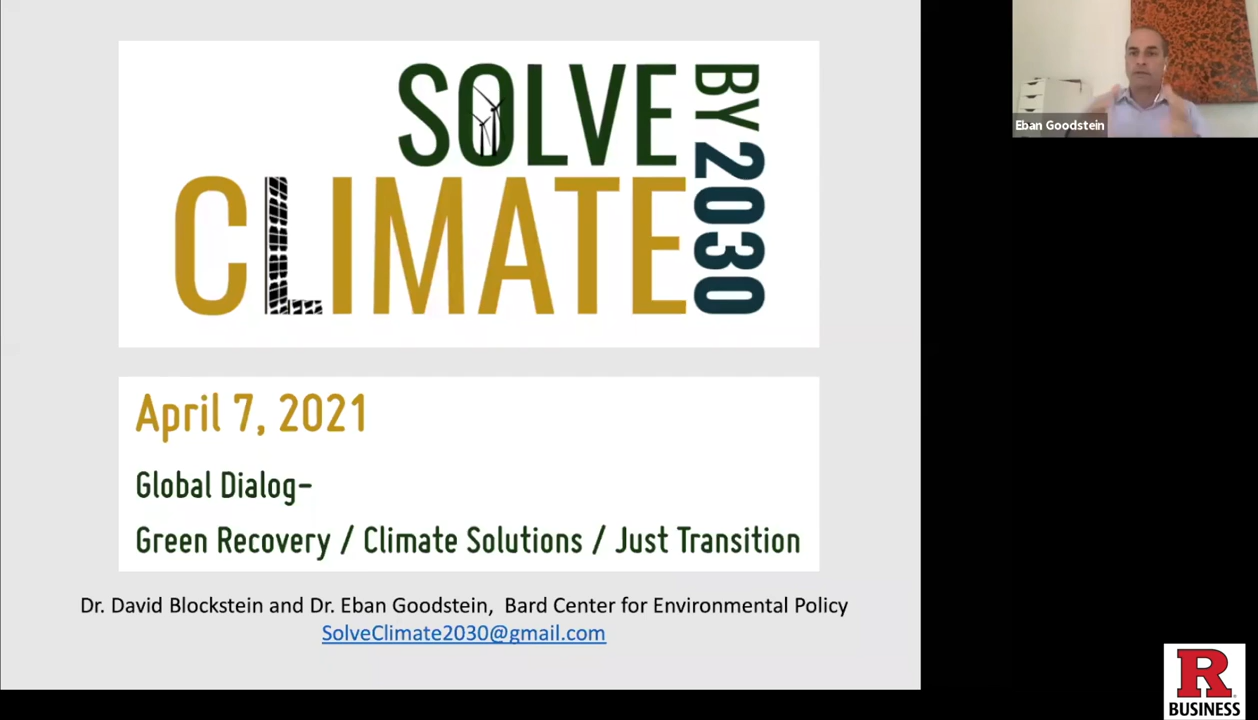 SOLVE
CLIMATE
BY 2030
April 7, 2021
Global Dialog-
Green Recovery / Climate Solutions / Just Transition
Dr. David Blockstein and Dr. Eban Goodstein, Bard Center for Environmental Policy
SolveClimate2030@gmail.com
Eban Goodstein
R
BUSINESS